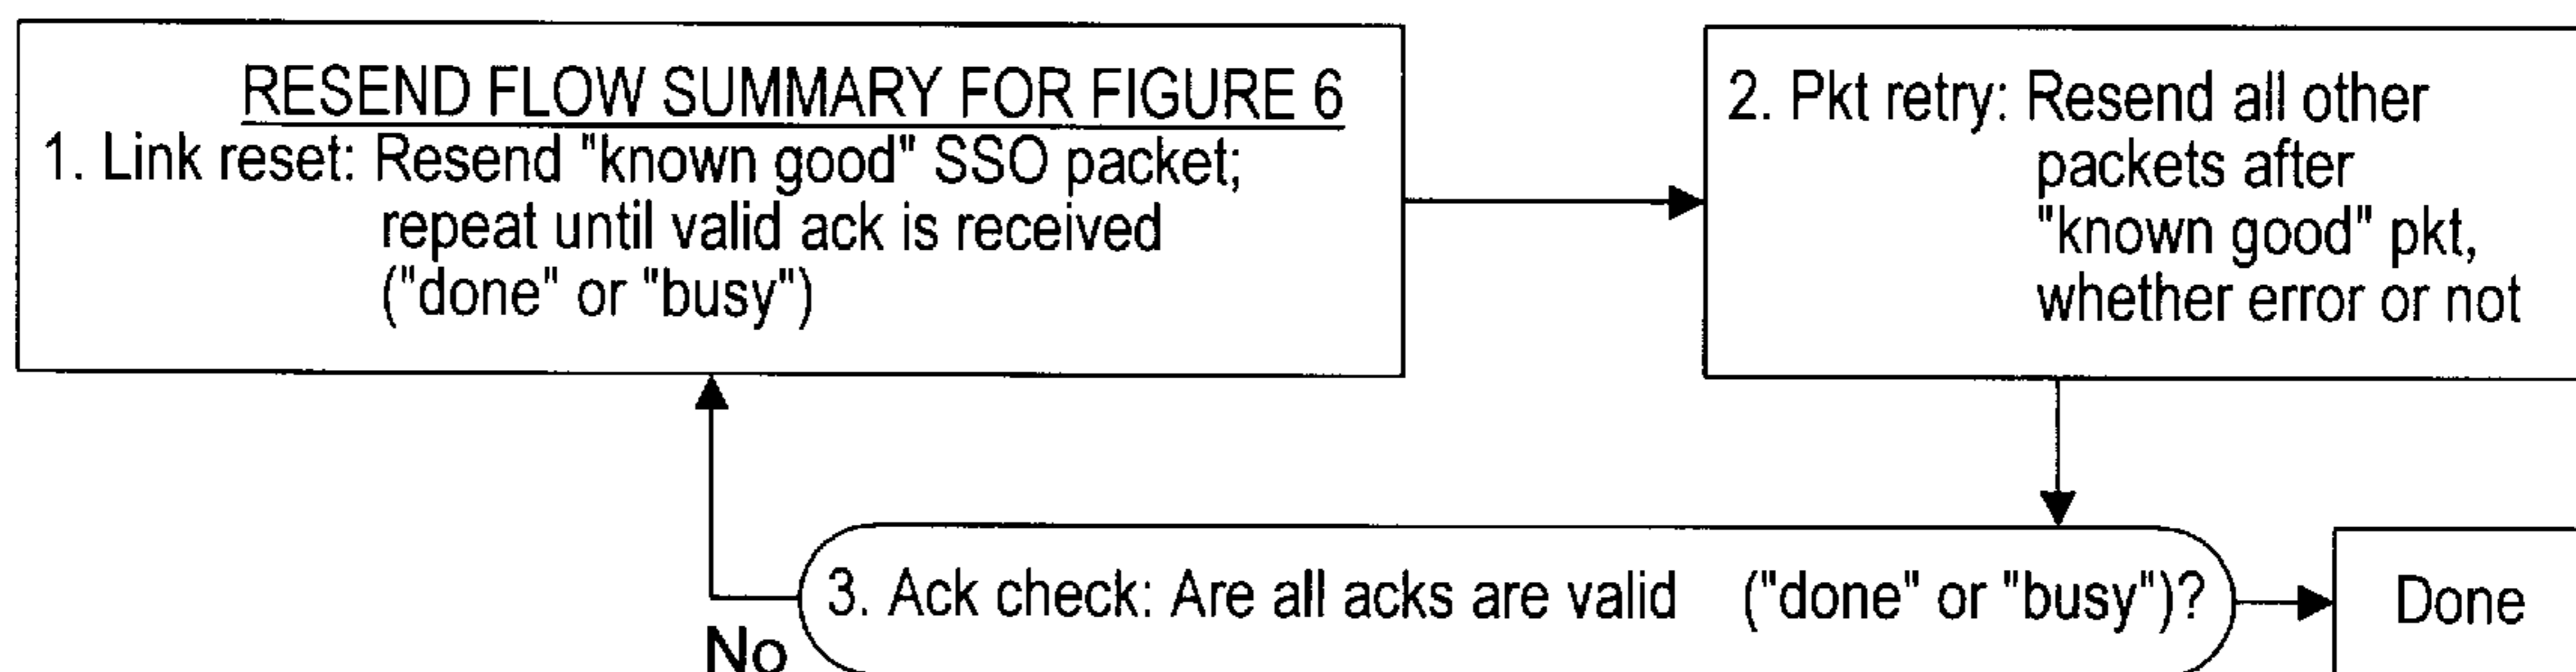 RESEND FLOW SUMMARY FOR FIGURE 6
1. Link reset: Resend "known good" SSO packet;
repeat until valid ack is received
("done" or "busy")
2. Pkt retry: Resend all other
packets after
"known good" pkt,
whether error or not
3. Ack check: Are all acks are valid ("done" or "busy")?
No
Done